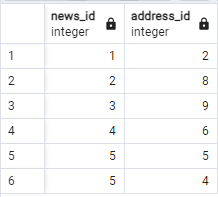 news_id address_id
integer integer
1 1 2
2 2 8
3 3 9
4 4 6
5 5 5
6 5 4